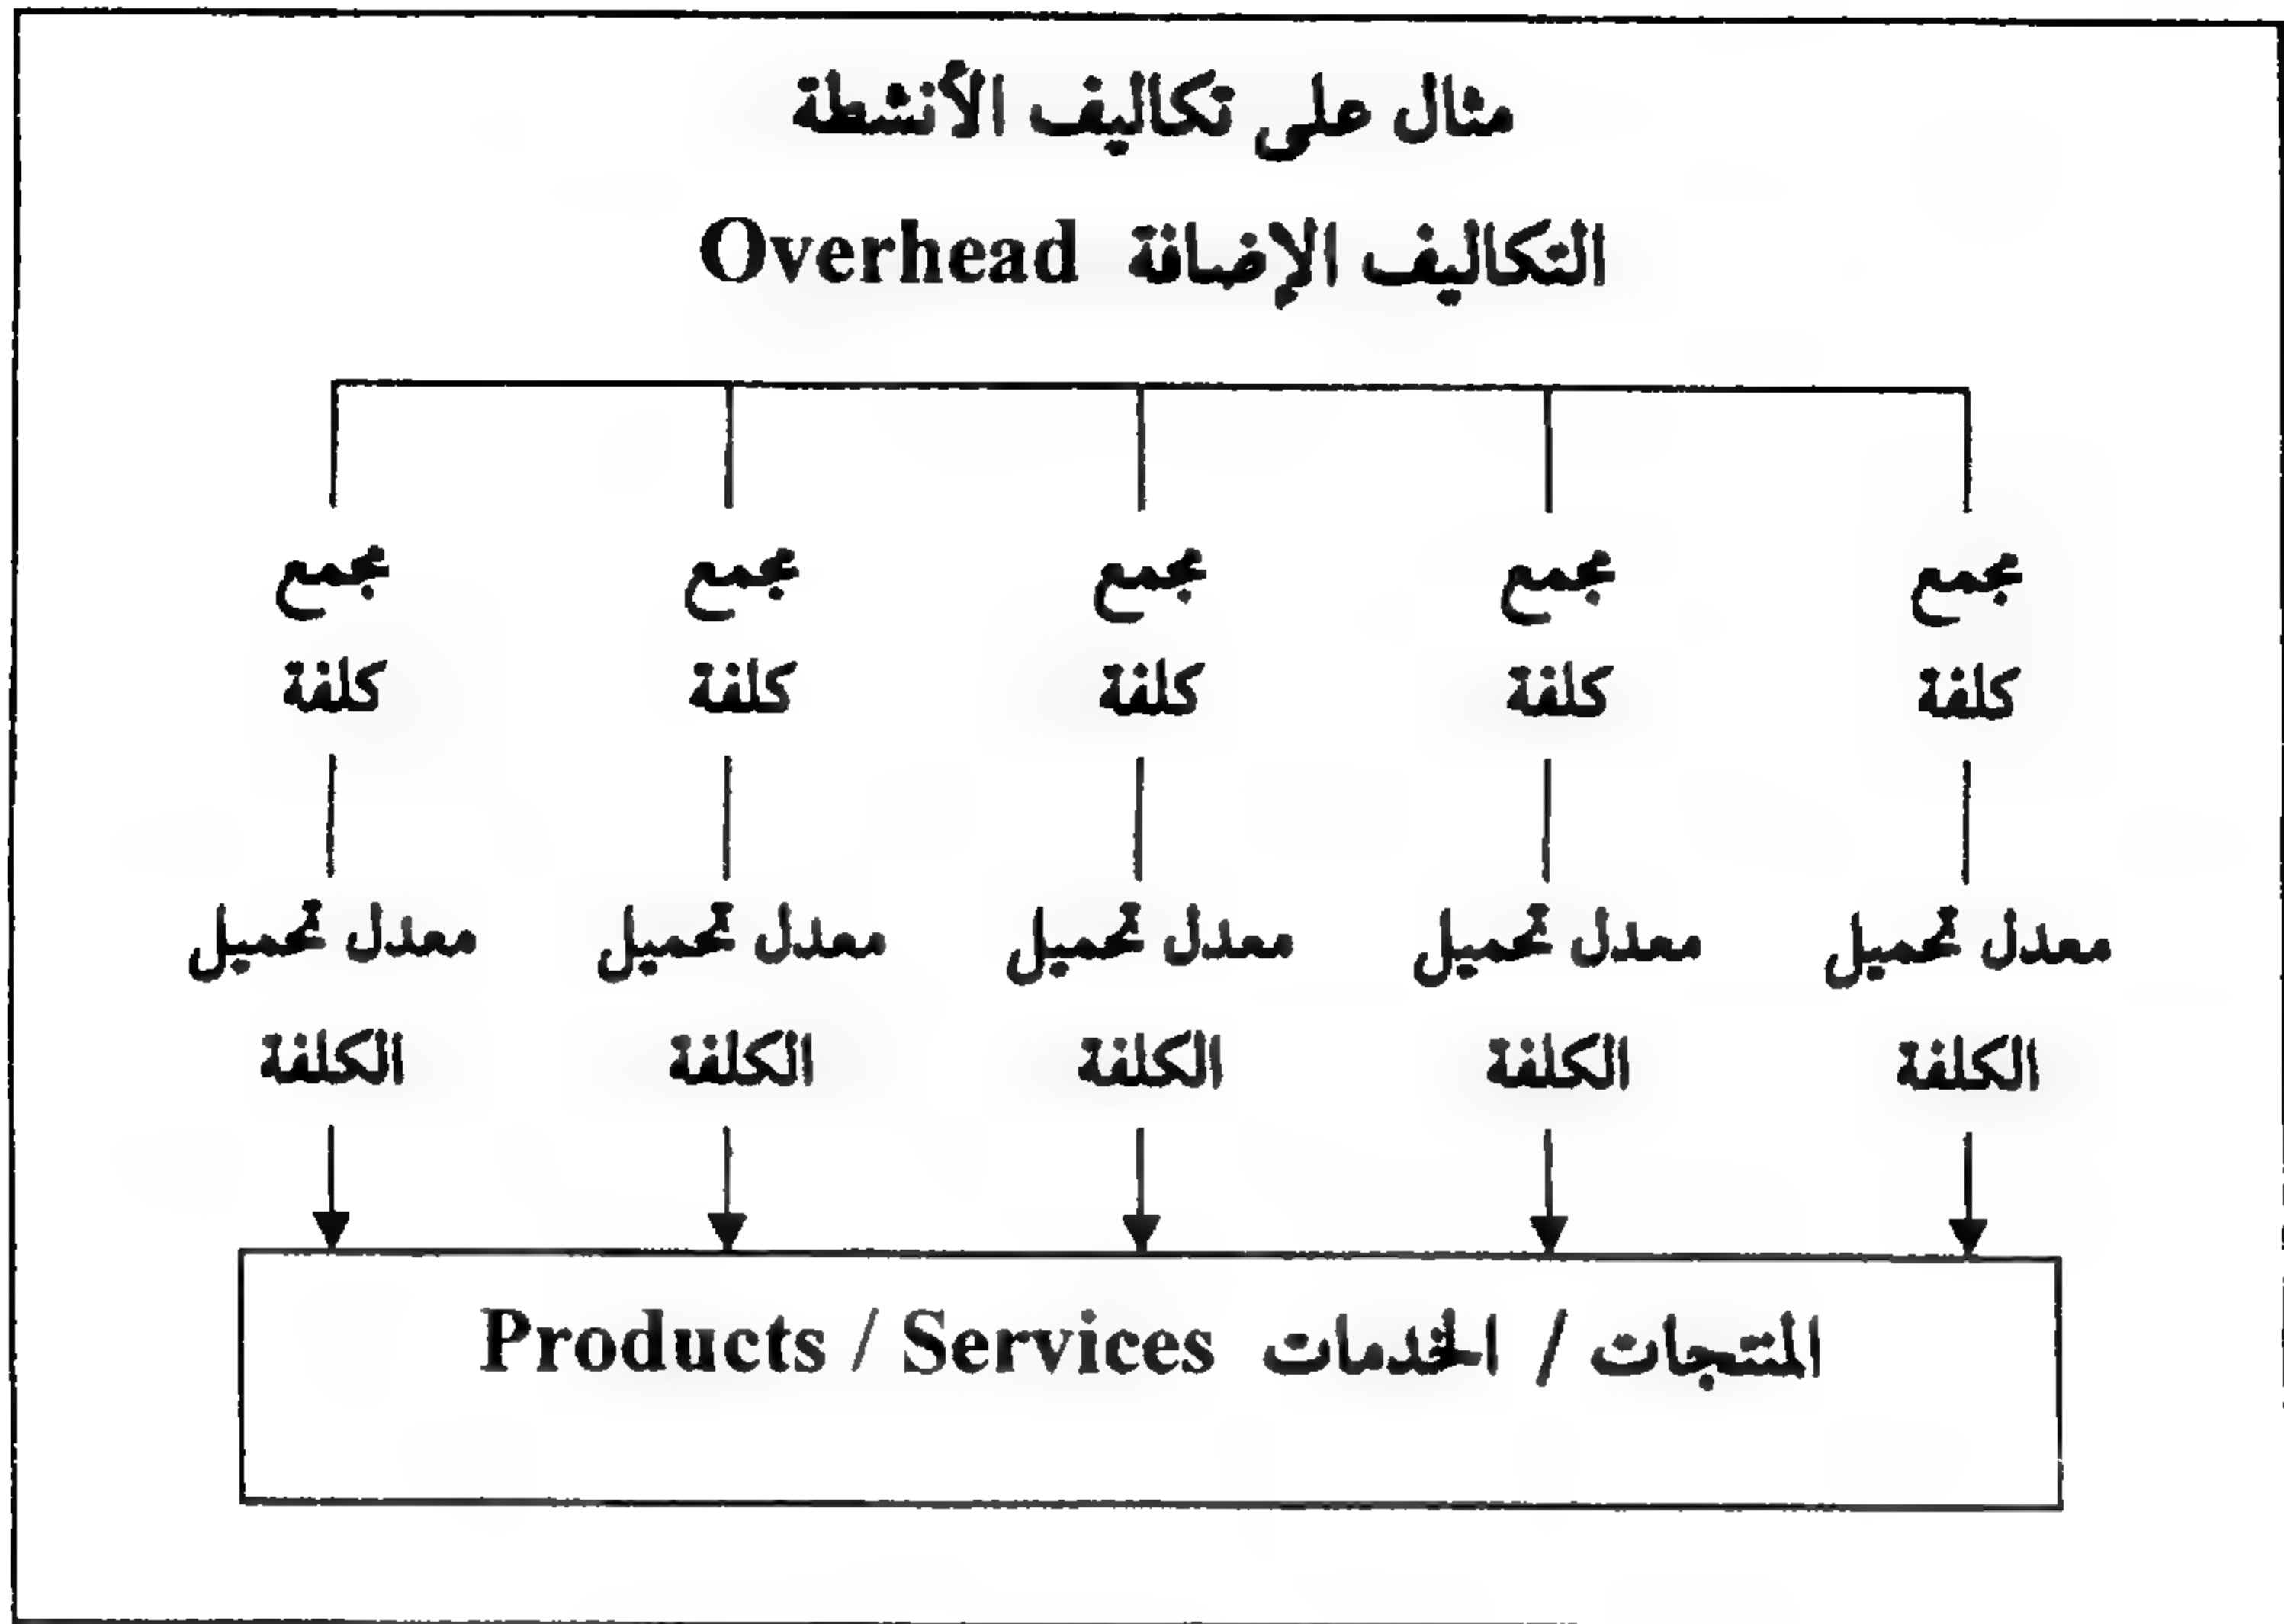 مثال على تكاليف الأنشطة
التكاليف الإضافة Overhead
مجمع مجمع مجمع مجمع مجمع
كلفة كلفة كلفة كلفة كلفة
معدل تحميل معدل تحميل معدل تحميل معدل تحميل معدل تحميل
الكلفة الكلفة الكلفة الكلفة الكلفة
المنتجات / الخدمات Products / Services